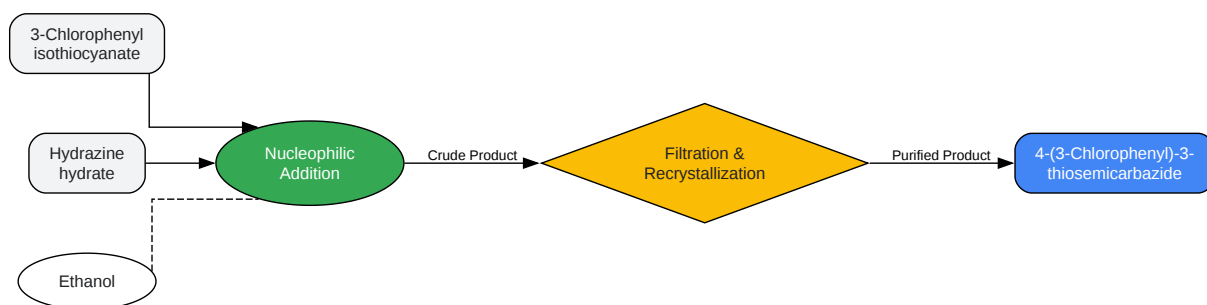 3-Chlorophenyl
isothiocyanate
Hydrazine
hydrate
Ethanol
Nucleophilic
Addition
Crude Product
Filtration &
Recrystallization
Purified Product
4-(3-Chlorophenyl)-3-
thiosemicarbazide